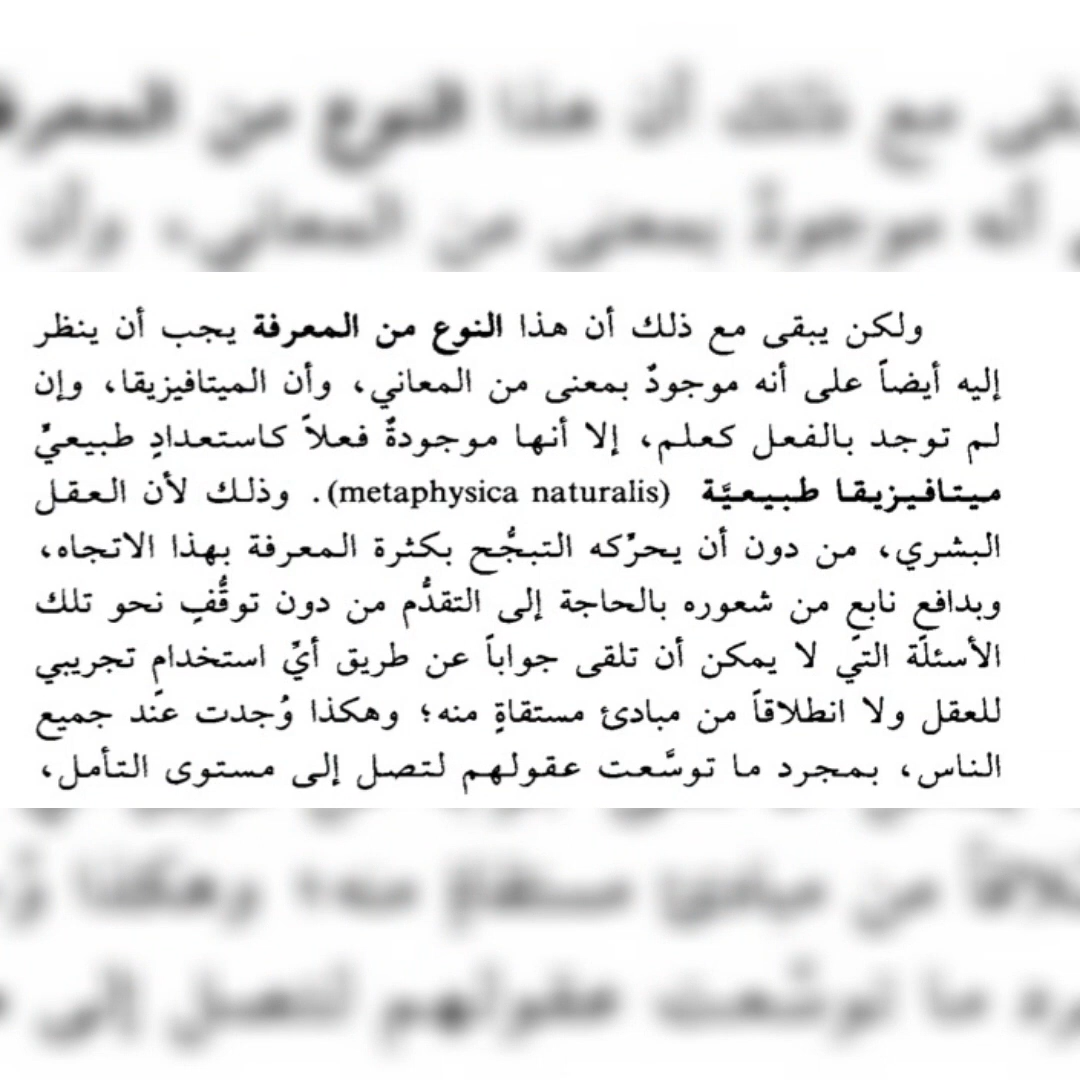 ولكن يبقى مع ذلك أن هذا النوع من المعرفة يجب أن ينظر
إليه أيضاً على أنه موجودٌ بمعنى من المعاني، وأن الميتافيزيقا، وإن
لم توجد بالفعل كعلم، إلا أنها موجودةٌ فعلاً كاستعدادٍ طبيعيٍّ
ميتافيزيقا طبيعيَّة (metaphysica naturalis). وذلك لأن العقل
البشري، من دون أن يحرِّكه التبجُّح بكثرة المعرفة بهذا الاتجاه،
وبدافعٍ نابعٍ من شعوره بالحاجة إلى التقدُّم من دون توقُّفٍ نحو تلك
الأسئلة التي لا يمكن أن تلقى جواباً عن طريق أيِّ استخدامٍ تجريبي
للعقل ولا انطلاقاً من مبادئ مستقاةٍ منه؛ وهكذا وُجدت عند جميع
الناس، بمجرد ما توسَّعت عقولهم لتصل إلى مستوى التأمل،